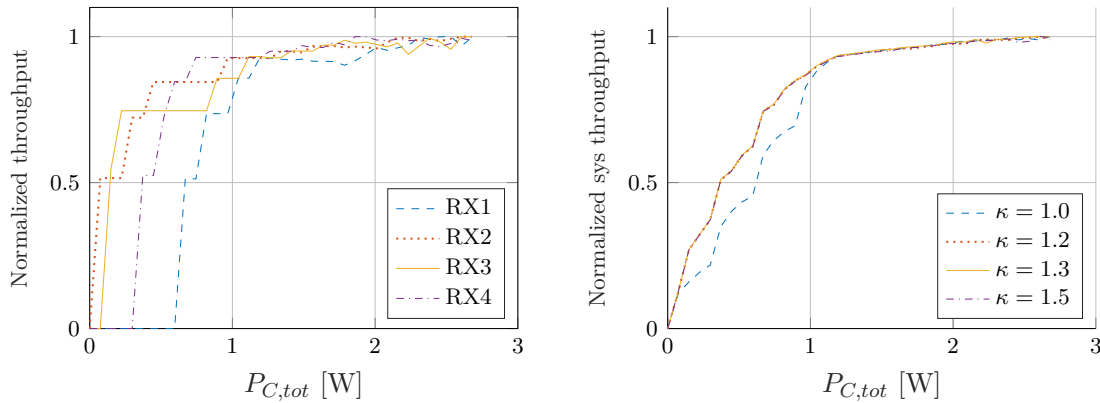 Normalized throughput
1
0.5
0
0
1
2
3
P_{C,tot} [W]
RX1
RX2
RX3
RX4
Normalized sys throughput
1
0.5
0
0
1
2
3
P_{C,tot} [W]
κ = 1.0
κ = 1.2
κ = 1.3
κ = 1.5